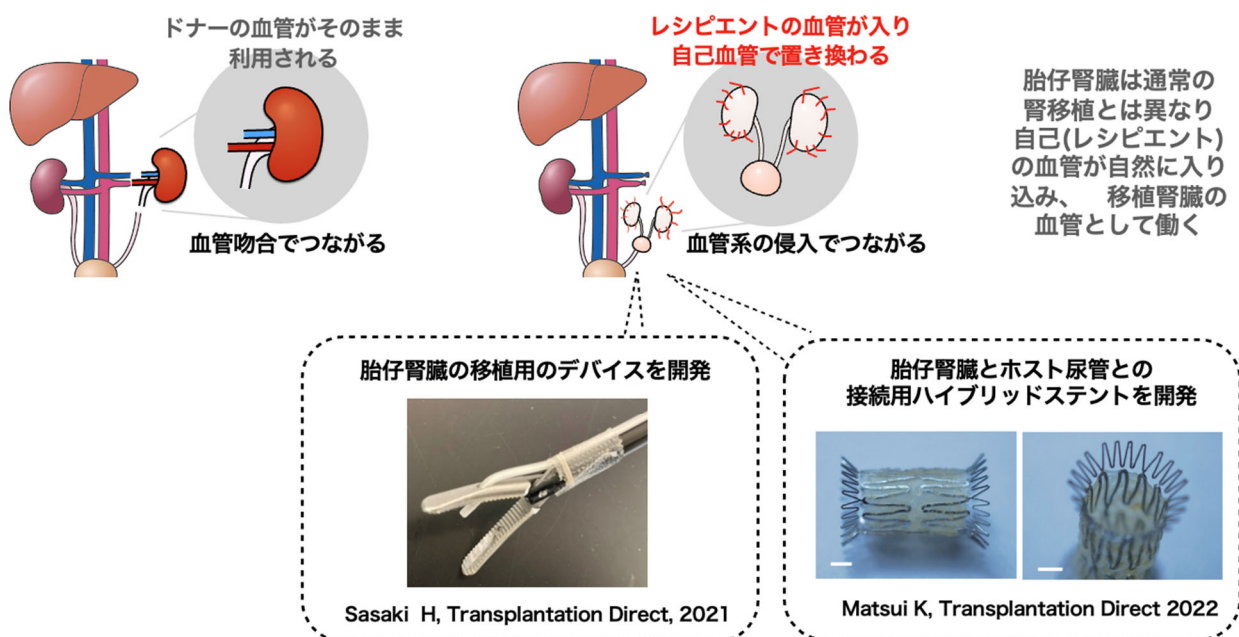 ドナーの血管がそのまま
利用される
血管吻合でつながる
レシピエントの血管が入り
自己血管で置き換わる
血管系の侵入でつながる
胎仔腎臓は通常の
腎移植とは異なり
自己(レシピエント)
の血管が自然に入り
込み、 移植腎臓の
血管として働く
胎仔腎臓の移植用のデバイスを開発
Sasaki H, Transplantation Direct, 2021
胎仔腎臓とホスト尿管との
接続用ハイブリッドステントを開発
Matsui K, Transplantation Direct 2022